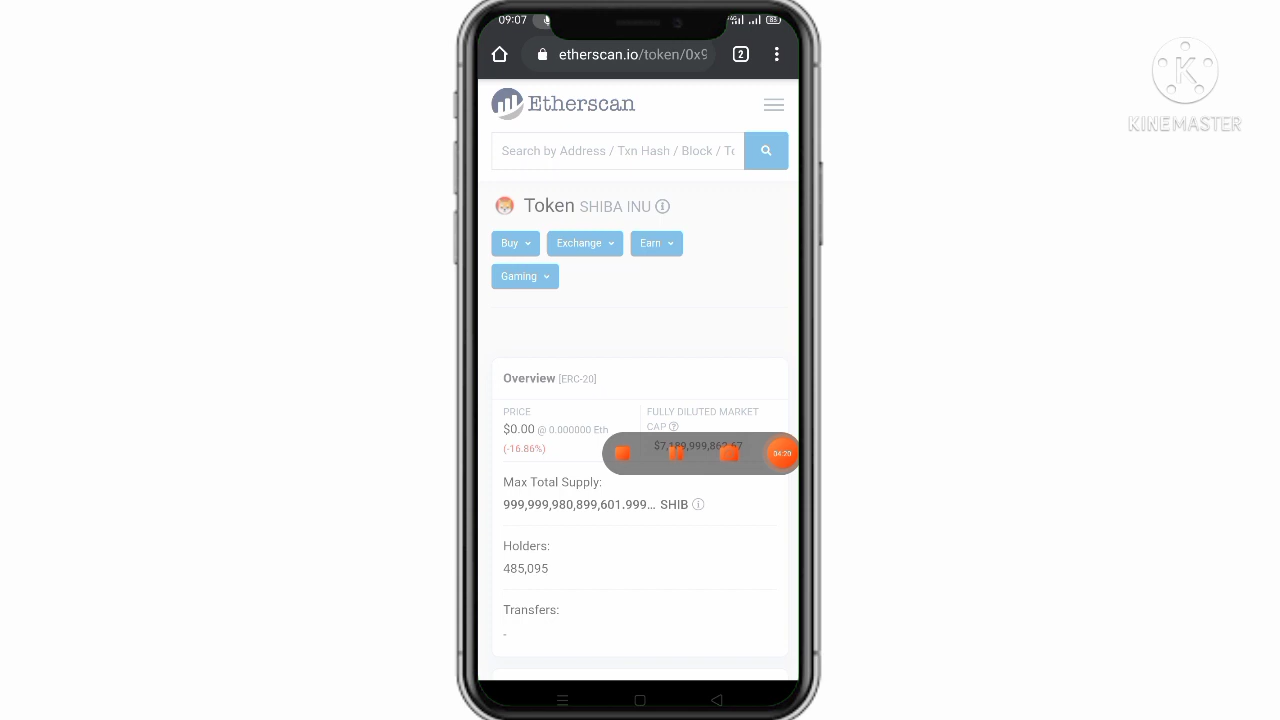 09:07
etherscan.io/token/0x9
2
Etherscan
Search by Address / Txn Hash / Block / To
Token SHIBA INU
Buy
Exchange
Earn
Gaming
Overview [ERC-20]
PRICE
$0.00 @ 0.000000 Eth
(-16.86%)
FULLY DILUTED MARKET
CAP
04:20
Max Total Supply:
999,999,980,899,601.999... SHIB
Holders:
485,095
Transfers:
-
K
KINEMASTER